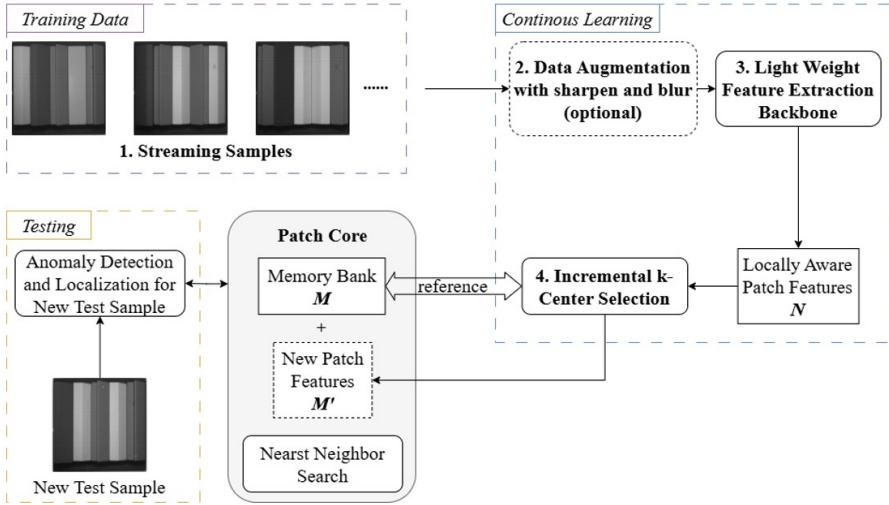 Training Data
1. Streaming Samples
......
Continous Learning
2. Data Augmentation
with sharpen and blur
(optional)
3. Light Weight
Feature Extraction
Backbone
Locally Aware
Patch Features
N
4. Incremental k-
Center Selection
reference
Patch Core
Memory Bank
M
+
New Patch
Features
M'
Nearst Neighbor
Search
Testing
Anomaly Detection
and Localization for
New Test Sample
New Test Sample